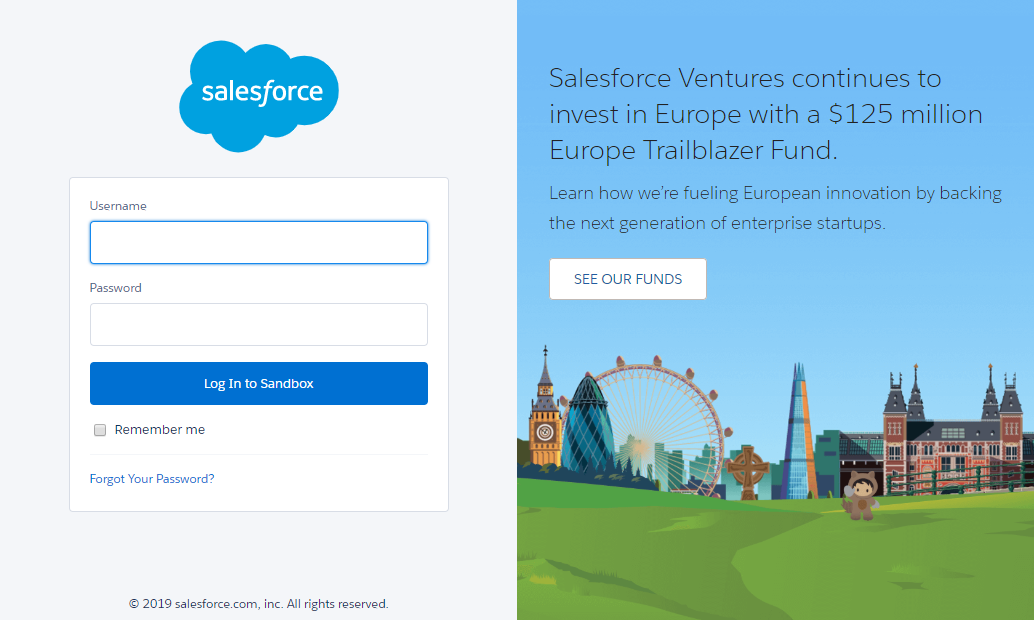 salesforce
Username
Password
Log In to Sandbox
Remember me
Forgot Your Password?
© 2019 salesforce.com, inc. All rights reserved.
Salesforce Ventures continues to
invest in Europe with a $125 million
Europe Trailblazer Fund.
Learn how we're fueling European innovation by backing
the next generation of enterprise startups.
SEE OUR FUNDS